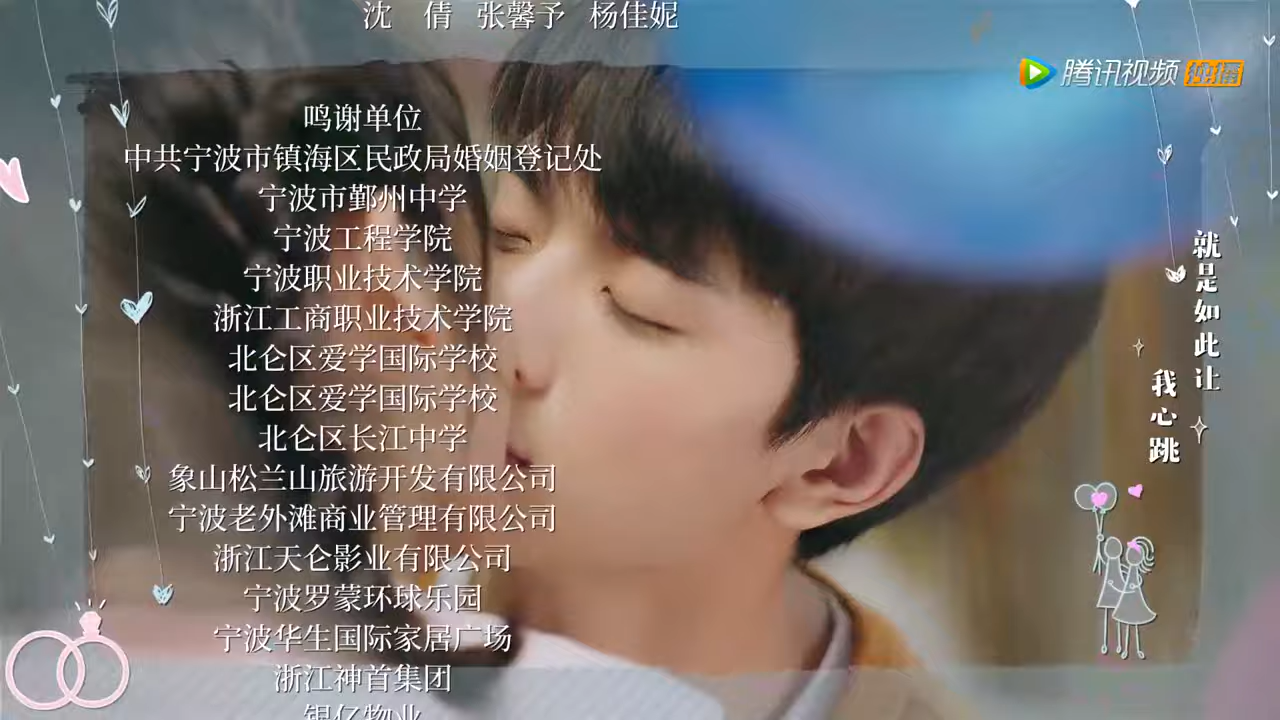 沈 倩 张馨予 杨佳妮
腾讯视频 独播
鸣谢单位
中共宁波市镇海区民政局婚姻登记处
宁波市鄞州中学
宁波工程学院
宁波职业技术学院
浙江工商职业技术学院
北仑区爱学国际学校
北仑区爱学国际学校
北仑区长江中学
象山松兰山旅游开发有限公司
宁波老外滩商业管理有限公司
浙江天仑影业有限公司
宁波罗蒙环球乐园
宁波华生国际家居广场
浙江神首集团
银亿物业
就是如此让
我心跳